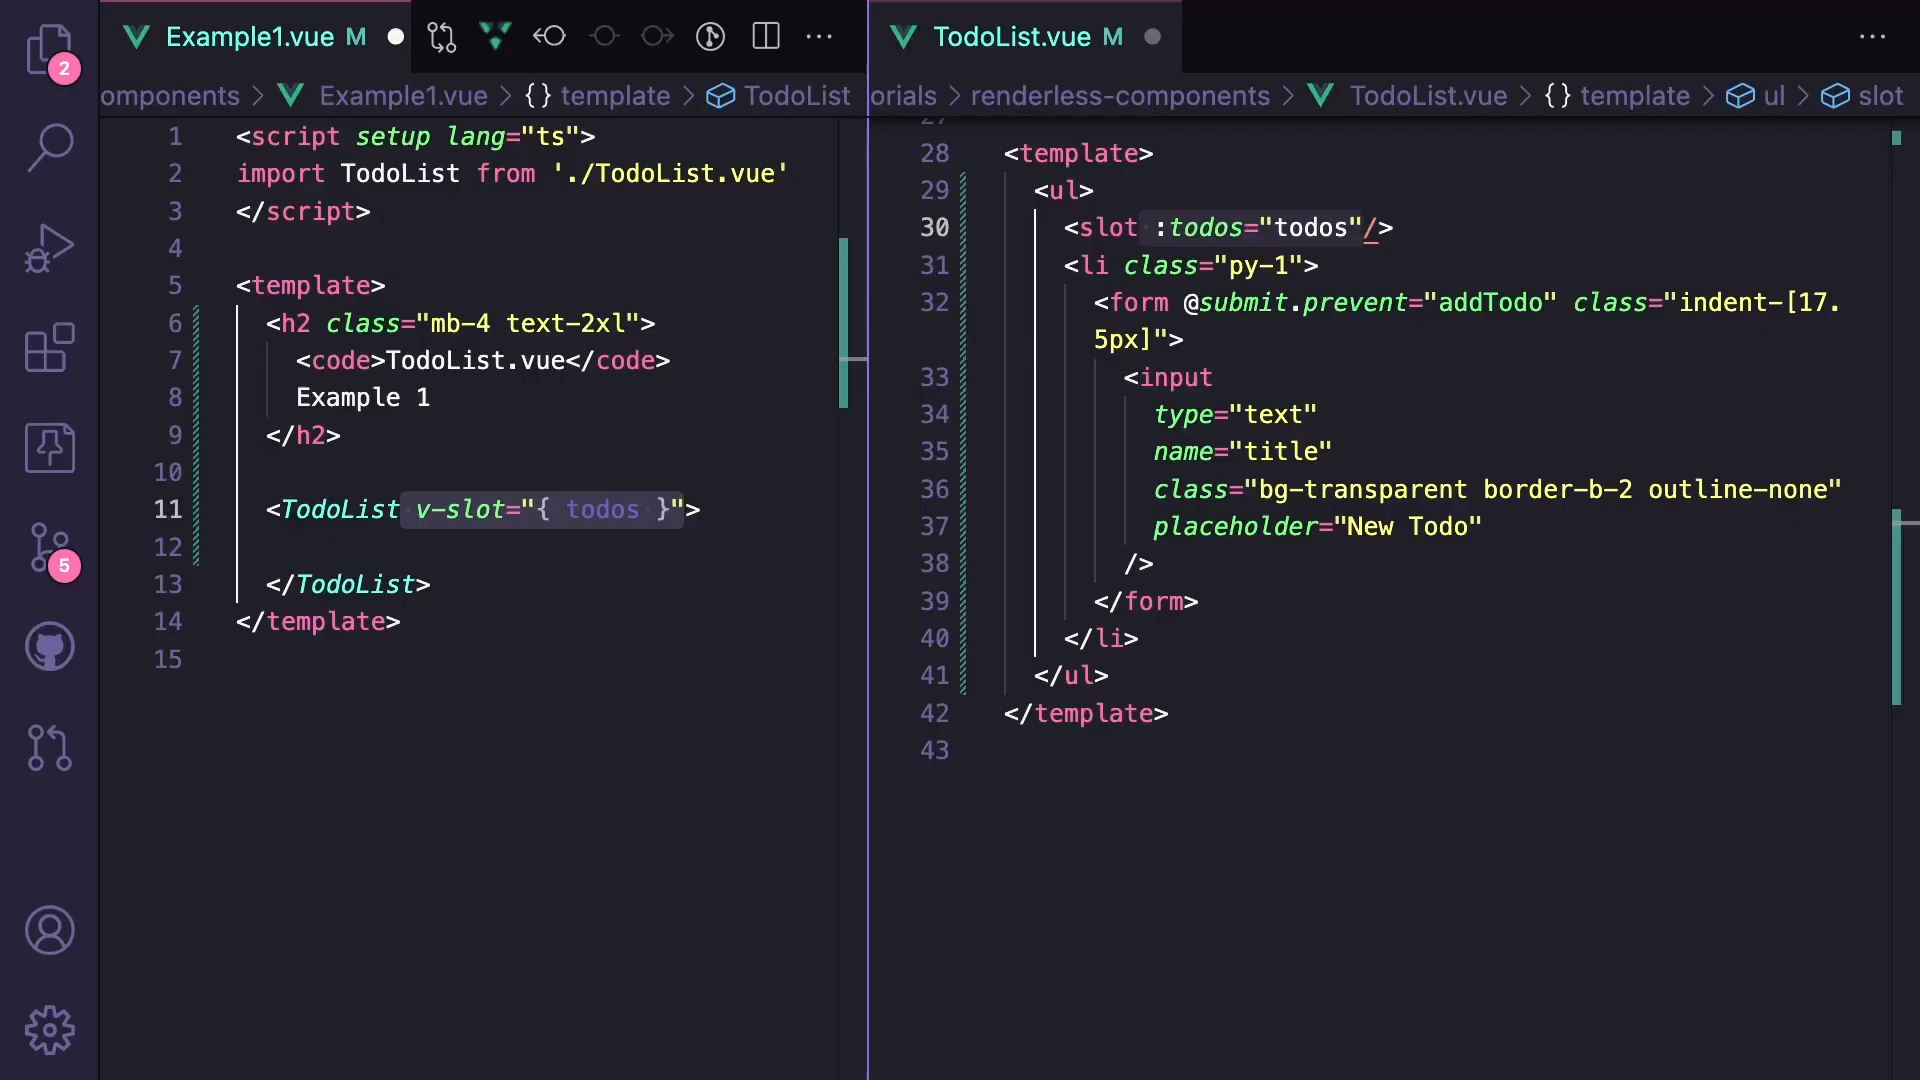 2
5
Example1.vue M
omponents > Example1.vue > {} template > TodoList
1 <script setup lang="ts">
2 import TodoList from './TodoList.vue'
3 </script>
4
5 <template>
6 <h2 class="mb-4 text-2xl">
7 <code>TodoList.vue</code>
8 Example 1
9 </h2>
10
11 <TodoList v-slot="{ todos }">
12
13 </TodoList>
14 </template>
15
TodoList.vue M
orials > renderless-components > TodoList.vue > {} template > ul > slot
27
28 <template>
29 <ul>
30 <slot :todos="todos"/>
31 <li class="py-1">
32 <form @submit.prevent="addTodo" class="indent-[17.
5px]">
33 <input
34 type="text"
35 name="title"
36 class="bg-transparent border-b-2 outline-none"
37 placeholder="New Todo"
38 />
39 </form>
40 </li>
41 </ul>
42 </template>
43